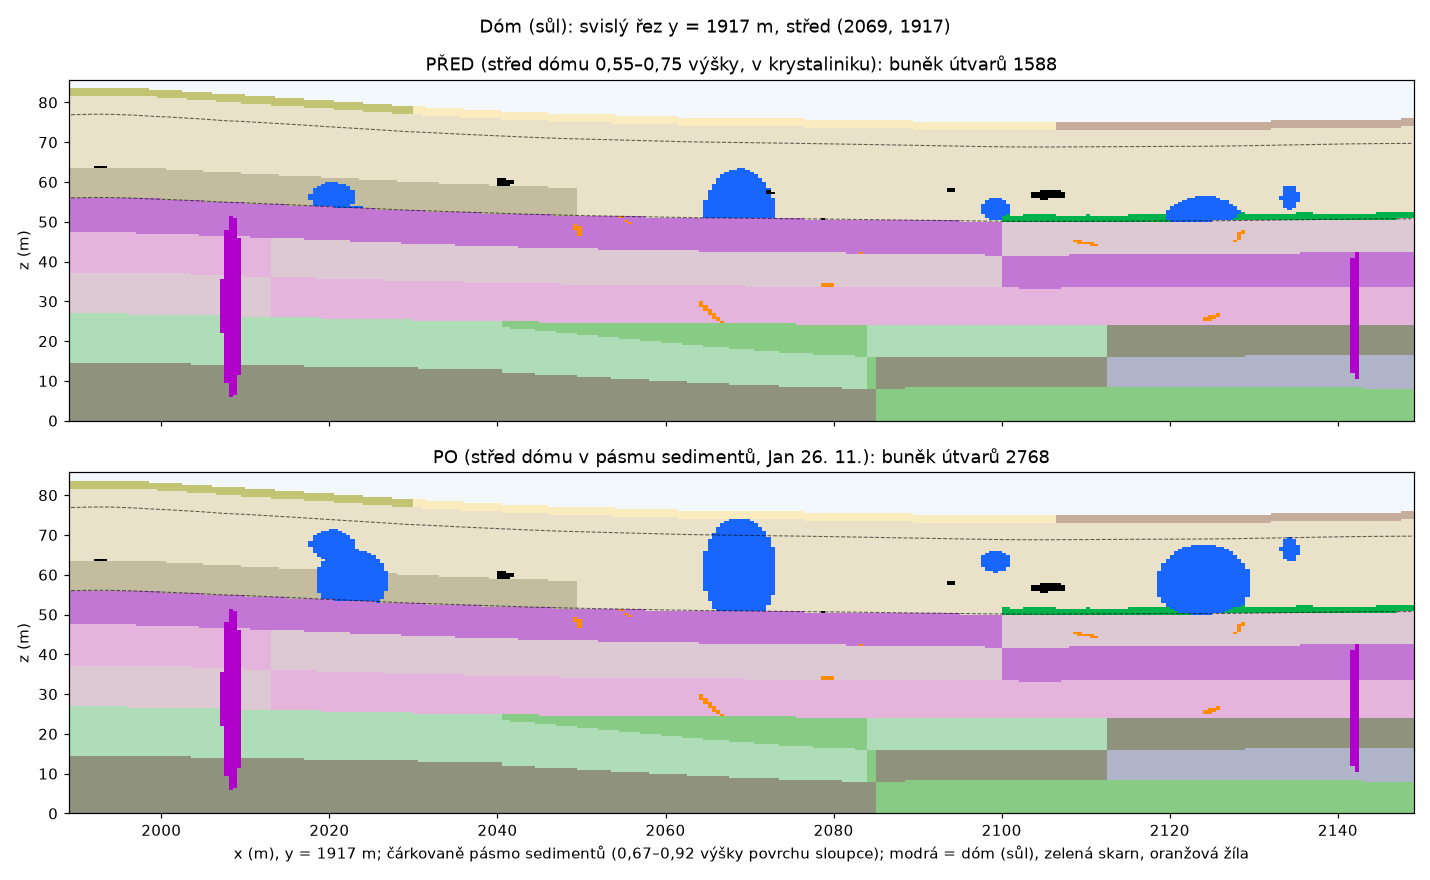 Dóm (sůl): svislý řez y = 1917 m, střed (2069, 1917)
PŘED (střed dómu 0,55–0,75 výšky, v krystaliniku): buněk útvarů 1588
80
70
60
50
40
30
20
10
0
z (m)
PO (střed dómu v pásmu sedimentů, Jan 26. 11.): buněk útvarů 2768
80
70
60
50
40
30
20
10
0
z (m)
2000 2020 2040 2060 2080 2100 2120 2140
x (m), y = 1917 m; čárkovaně pásmo sedimentů (0,67–0,92 výšky povrchu sloupce); modrá = dóm (sůl), zelená skarn, oranžová žíla